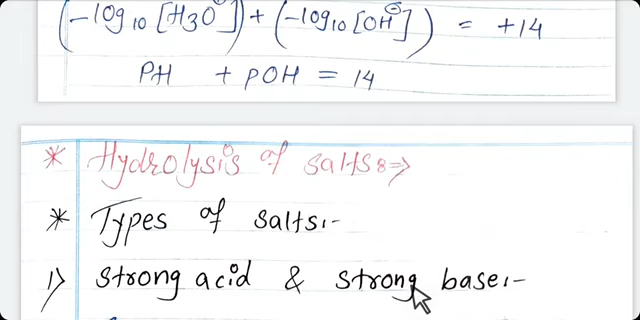 (-log10 [H3O⊕]) + (-log10 [OH⊖]) = +14
PH + POH = 14
* Hydrolysis of salts:⇒
* Types of salts:-
1) strong acid & strong base:-